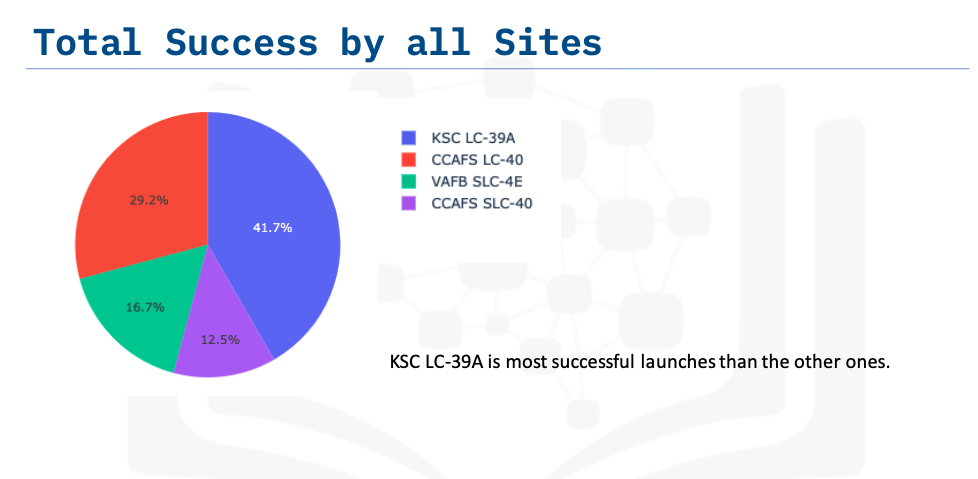 Total Success by all Sites
KSC LC-39A
CCAFS LC-40
VAFB SLC-4E
CCAFS SLC-40
29.2%
41.7%
16.7%
12.5%
KSC LC-39A is most successful launches than the other ones.